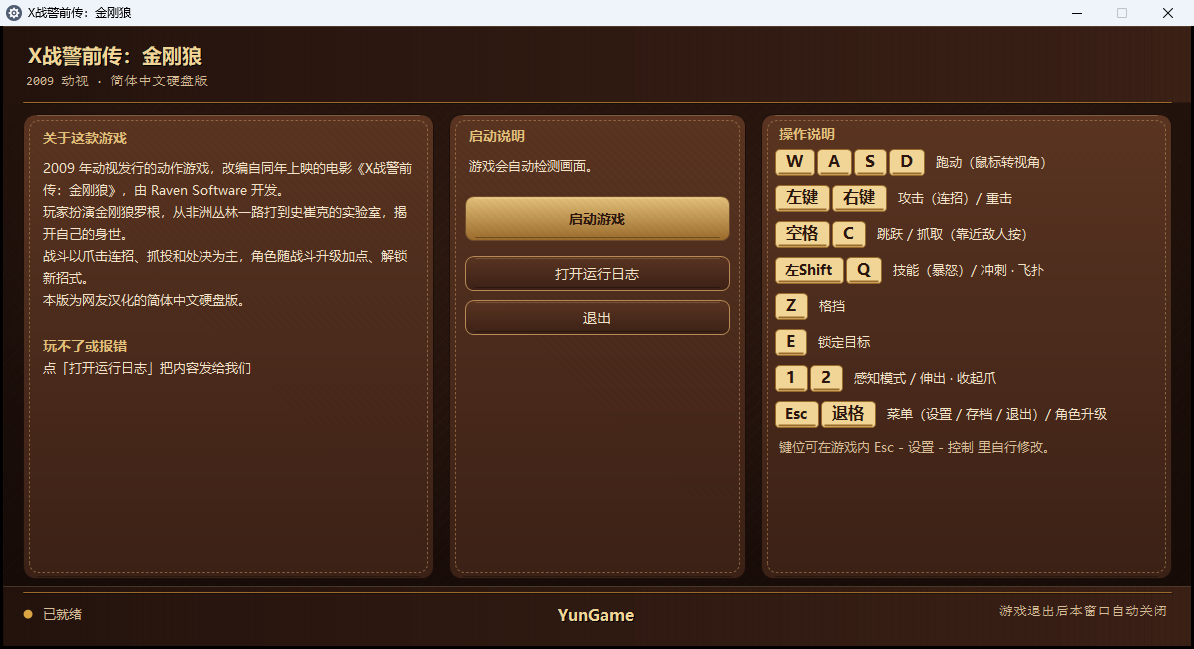 X战警前传：金刚狼
X战警前传：金刚狼
2009 动视 · 简体中文硬盘版
关于这款游戏
2009 年动视发行的动作游戏，改编自同年上映的电影《X战警前
传：金刚狼》，由 Raven Software 开发。
玩家扮演金刚狼罗根，从非洲丛林一路打到史崔克的实验室，揭
开自己的身世。
战斗以爪击连招、抓投和处决为主，角色随战斗升级加点、解锁
新招式。
本版为网友汉化的简体中文硬盘版。
玩不了或报错
点「打开运行日志」把内容发给我们
启动说明
游戏会自动检测画面。
启动游戏
打开运行日志
退出
操作说明
W A S D 跑动（鼠标转视角）
左键 右键 攻击（连招）/ 重击
空格 C 跳跃 / 抓取（靠近敌人按）
左Shift Q 技能（暴怒）/ 冲刺 · 飞扑
Z 格挡
E 锁定目标
1 2 感知模式 / 伸出 · 收起爪
Esc 退格 菜单（设置 / 存档 / 退出）/ 角色升级
键位可在游戏内 Esc - 设置 - 控制 里自行修改。
已就绪
YunGame
游戏退出后本窗口自动关闭